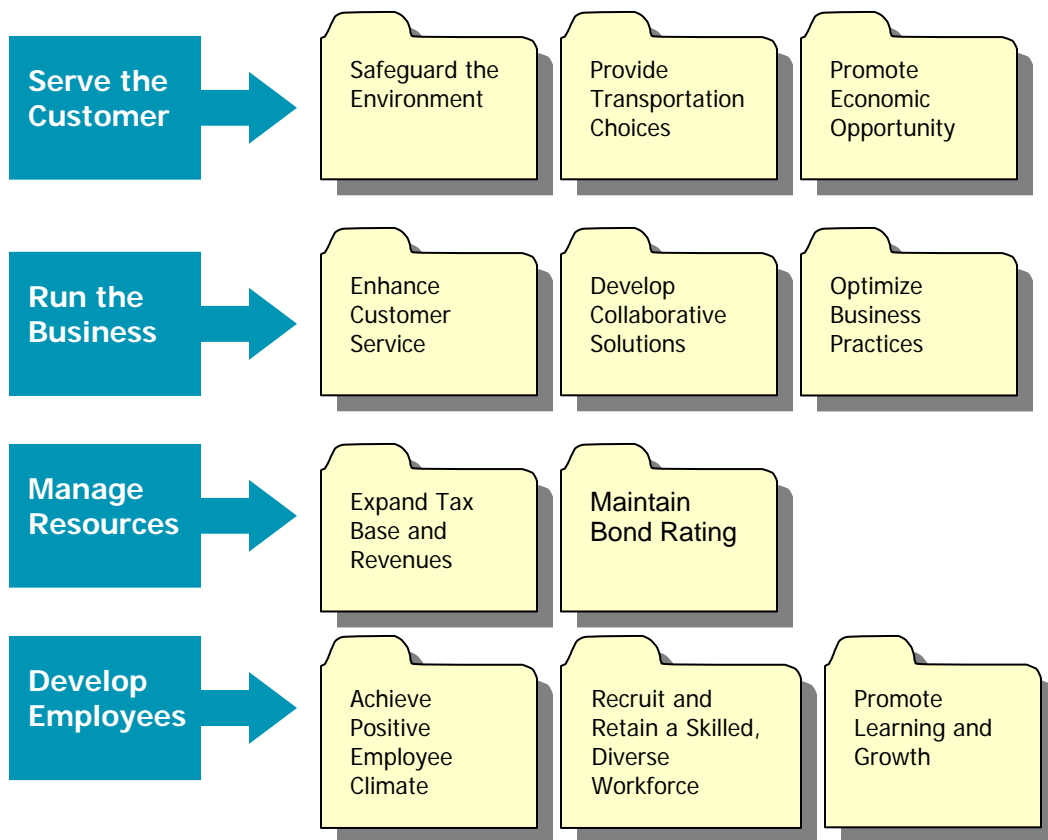 Serve the
Customer
Safeguard the
Environment
Provide
Transportation
Choices
Promote
Economic
Opportunity
Run the
Business
Enhance
Customer
Service
Develop
Collaborative
Solutions
Optimize
Business
Practices
Manage
Resources
Expand Tax
Base and
Revenues
Maintain
Bond Rating
Develop
Employees
Achieve
Positive
Employee
Climate
Recruit and
Retain a Skilled,
Diverse
Workforce
Promote
Learning and
Growth